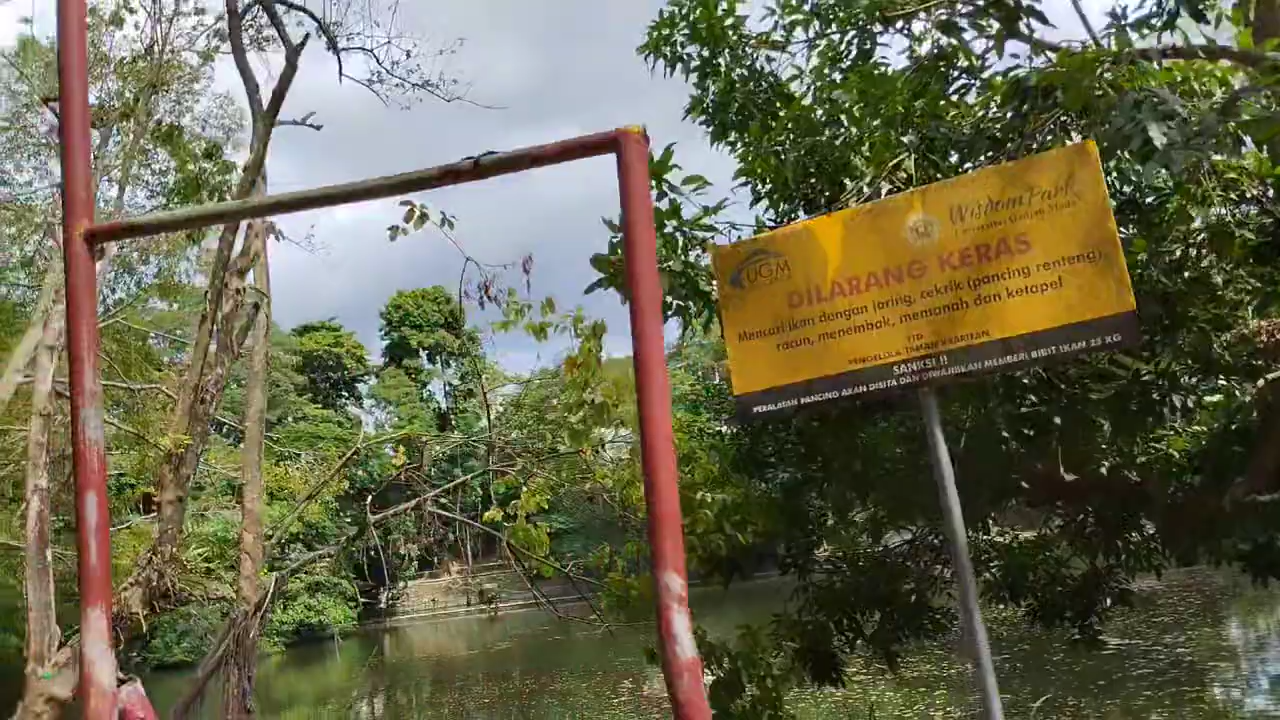 UGM
Wisdom Park
Universitas Gadjah Mada
DILARANG KERAS
Mencari ikan dengan jaring, cekrik (pancing renteng),
racun, menembak, memanah dan ketapel
TTD
PENGELOLA TAMAN KEARIFAN
SANKSI !!
PERALATAN PANCING AKAN DISITA DAN DIWAJIBKAN MEMBERI BIBIT IKAN 25 KG